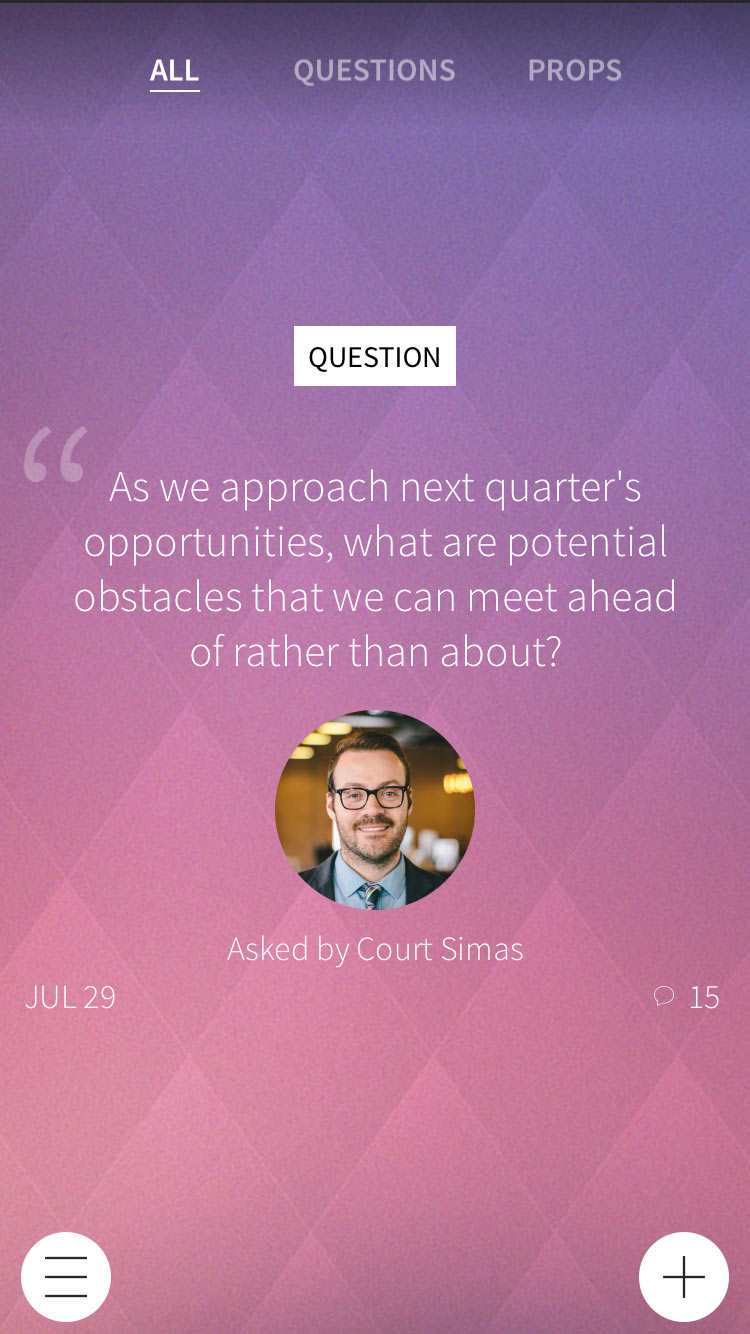 ALL QUESTIONS PROPS
QUESTION
“
As we approach next quarter's
opportunities, what are potential
obstacles that we can meet ahead
of rather than about?
Asked by Court Simas
JUL 29 15